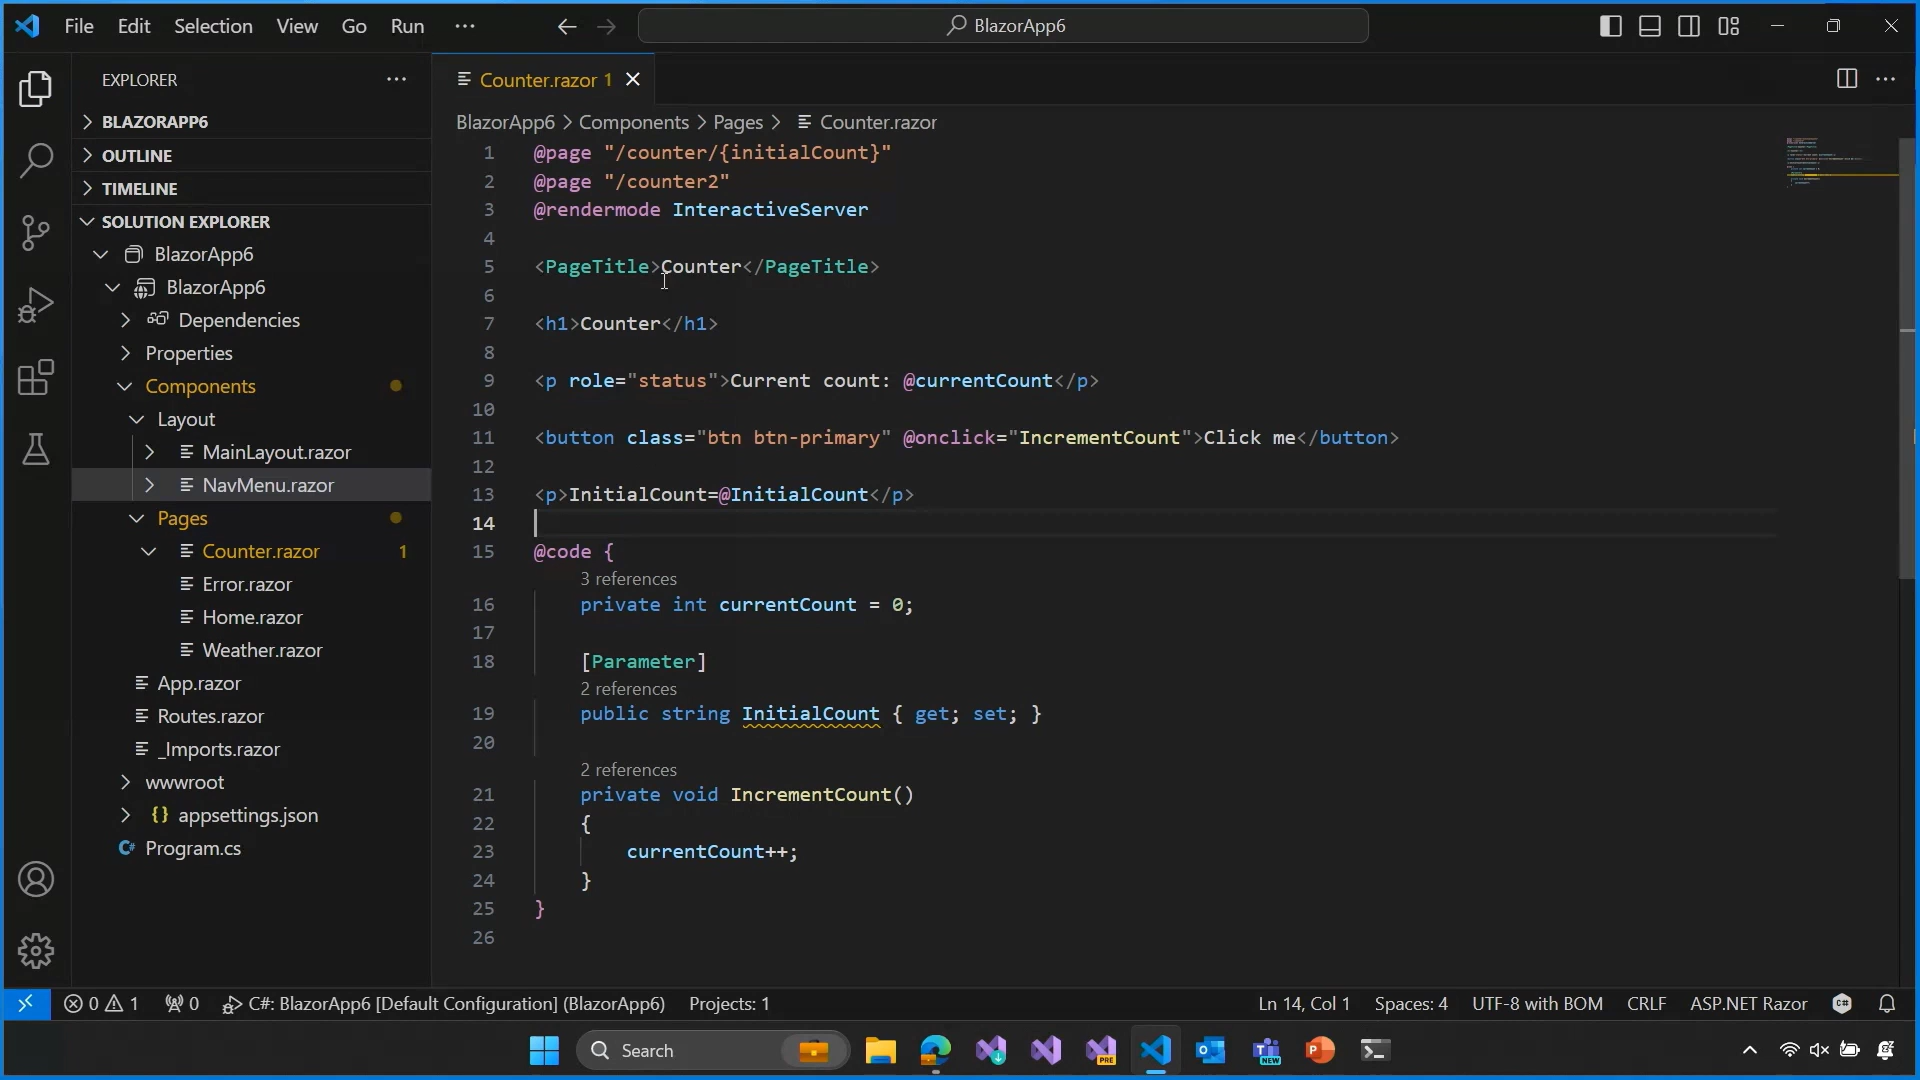 File Edit Selection View Go Run ··· BlazorApp6
EXPLORER ···
BLAZORAPP6
OUTLINE
TIMELINE
SOLUTION EXPLORER
BlazorApp6
BlazorApp6
Dependencies
Properties
Components
Layout
MainLayout.razor
NavMenu.razor
Pages
Counter.razor 1
Error.razor
Home.razor
Weather.razor
App.razor
Routes.razor
_Imports.razor
wwwroot
{} appsettings.json
C# Program.cs
Counter.razor 1
BlazorApp6 > Components > Pages > Counter.razor
1 @page "/counter/{initialCount}"
2 @page "/counter2"
3 @rendermode InteractiveServer
4
5 <PageTitle>Counter</PageTitle>
6
7 <h1>Counter</h1>
8
9 <p role="status">Current count: @currentCount</p>
10
11 <button class="btn btn-primary" @onclick="IncrementCount">Click me</button>
12
13 <p>InitialCount=@InitialCount</p>
14
15 @code {
3 references
16 private int currentCount = 0;
17
18 [Parameter]
2 references
19 public string InitialCount { get; set; }
20
2 references
21 private void IncrementCount()
22 {
23 currentCount++;
24 }
25 }
26
0 1 0 C#: BlazorApp6 [Default Configuration] (BlazorApp6) Projects: 1 Ln 14, Col 1 Spaces: 4 UTF-8 with BOM CRLF ASP.NET Razor
Search PRE NEW